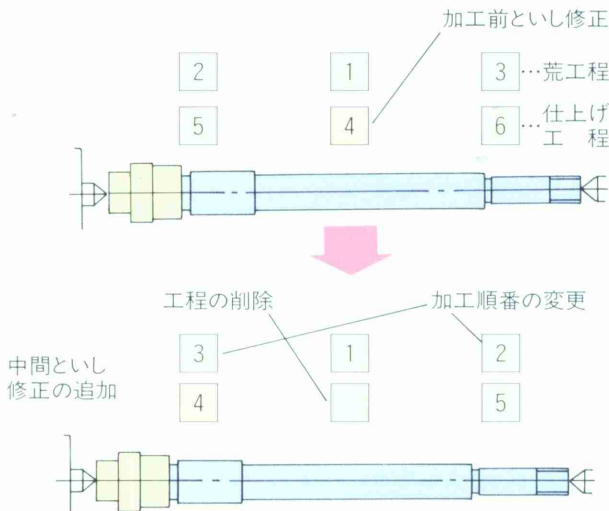 加工前といし修正
2 1 3 …荒工程
5 4 6 …仕上げ
工程
工程の削除 加工順番の変更
3 1 2
中間といし
修正の追加
4 5